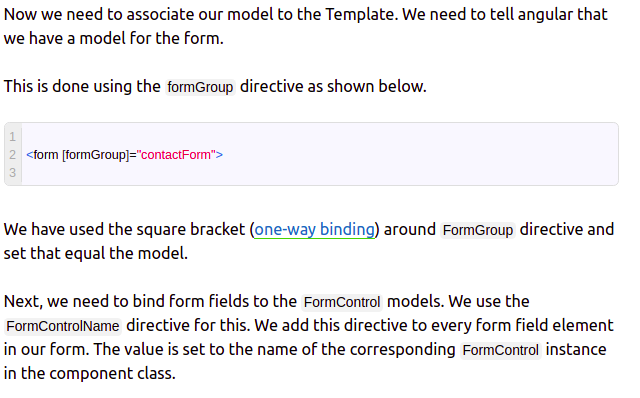 Now we need to associate our model to the Template. We need to tell angular that
we have a model for the form.
This is done using the formGroup directive as shown below.
1
2 <form [formGroup]="contactForm">
3
We have used the square bracket (one-way binding) around FormGroup directive and
set that equal the model.
Next, we need to bind form fields to the FormControl models. We use the
FormControlName directive for this. We add this directive to every form field element
in our form. The value is set to the name of the corresponding FormControl instance
in the component class.